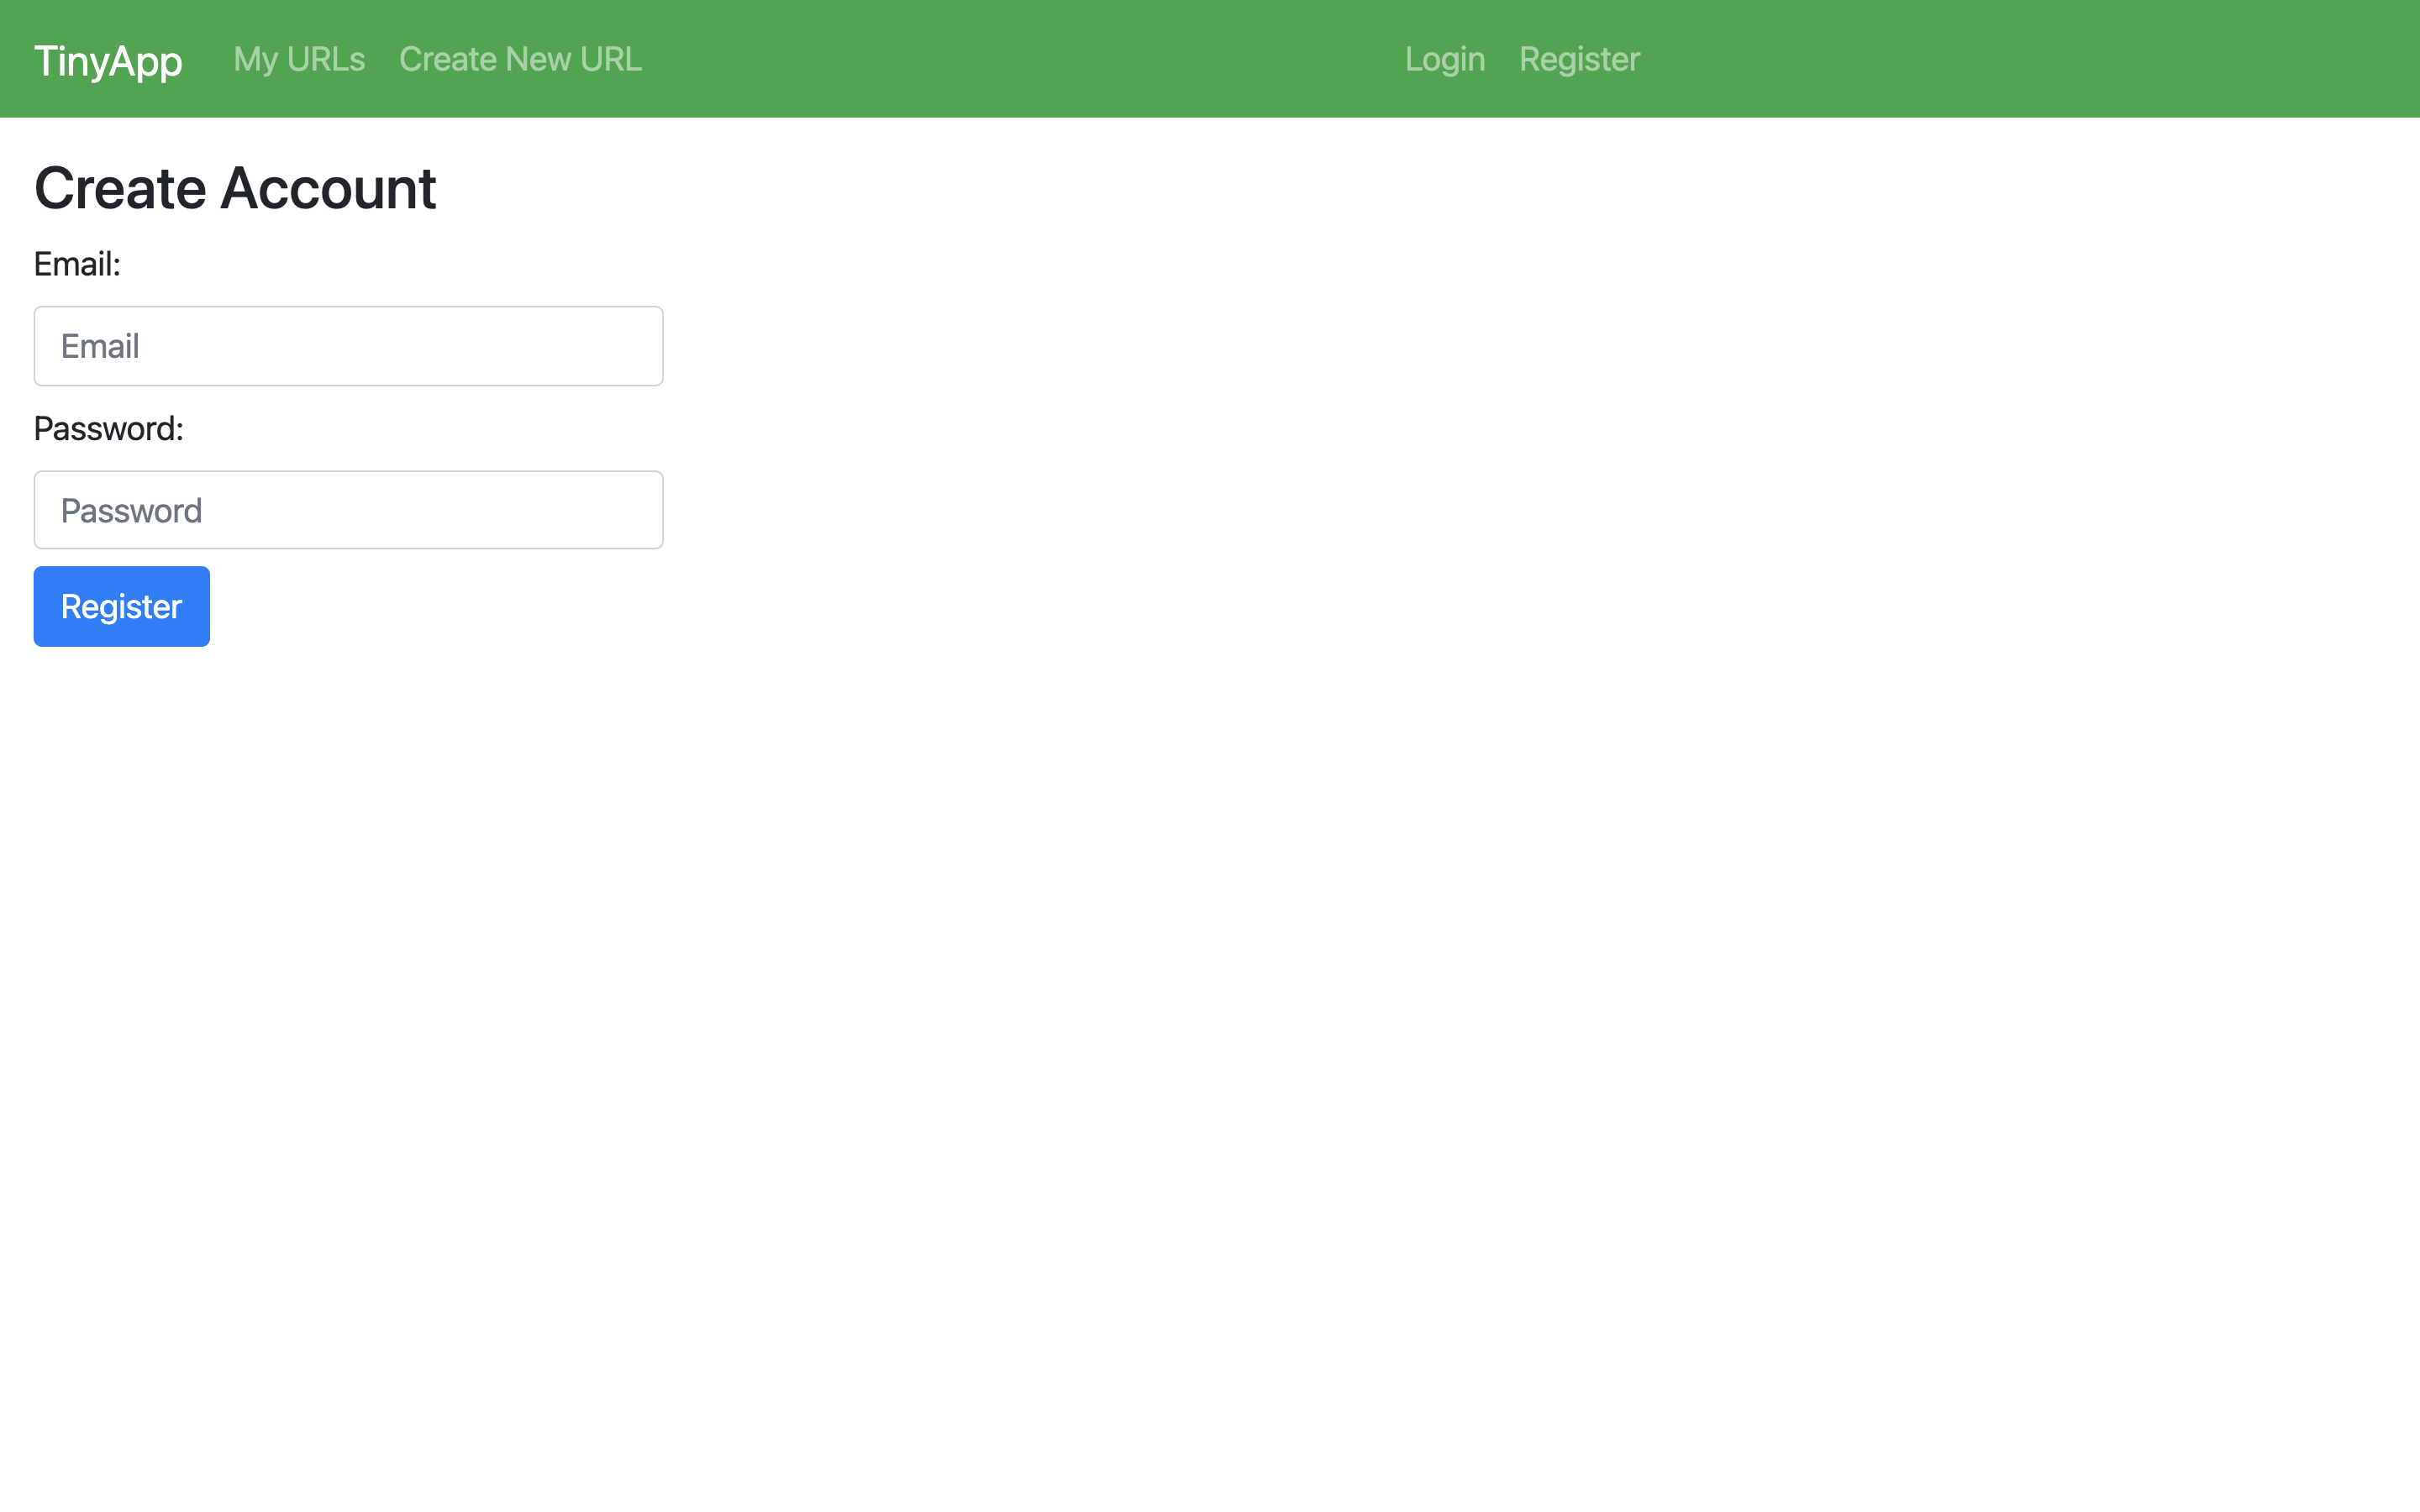 TinyApp My URLs Create New URL Login Register
Create Account
Email:
Email
Password:
Password
Register